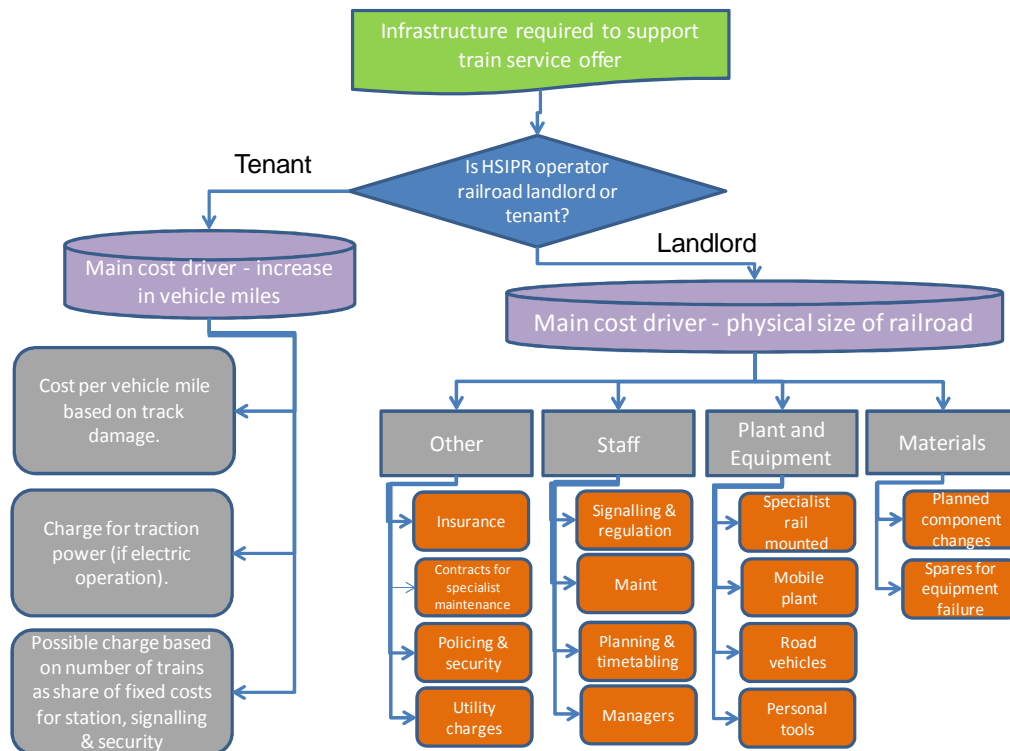 Infrastructure required to support
train service offer
Is HSIPR operator
railroad landlord or
tenant?
Tenant
Landlord
Main cost driver - increase
in vehicle miles
Main cost driver - physical size of railroad
Cost per vehicle mile
based on track
damage.
Charge for traction
power (if electric
operation).
Possible charge based
on number of trains
as share of fixed costs
for station, signalling
& security
Other
Insurance
Contracts for
specialist
maintenance
Policing &
security
Utility
charges
Staff
Signalling &
regulation
Maint
Planning &
timetabling
Managers
Plant and
Equipment
Specialist
rail
mounted
Mobile
plant
Road
vehicles
Personal
tools
Materials
Planned
component
changes
Spares for
equipment
failure